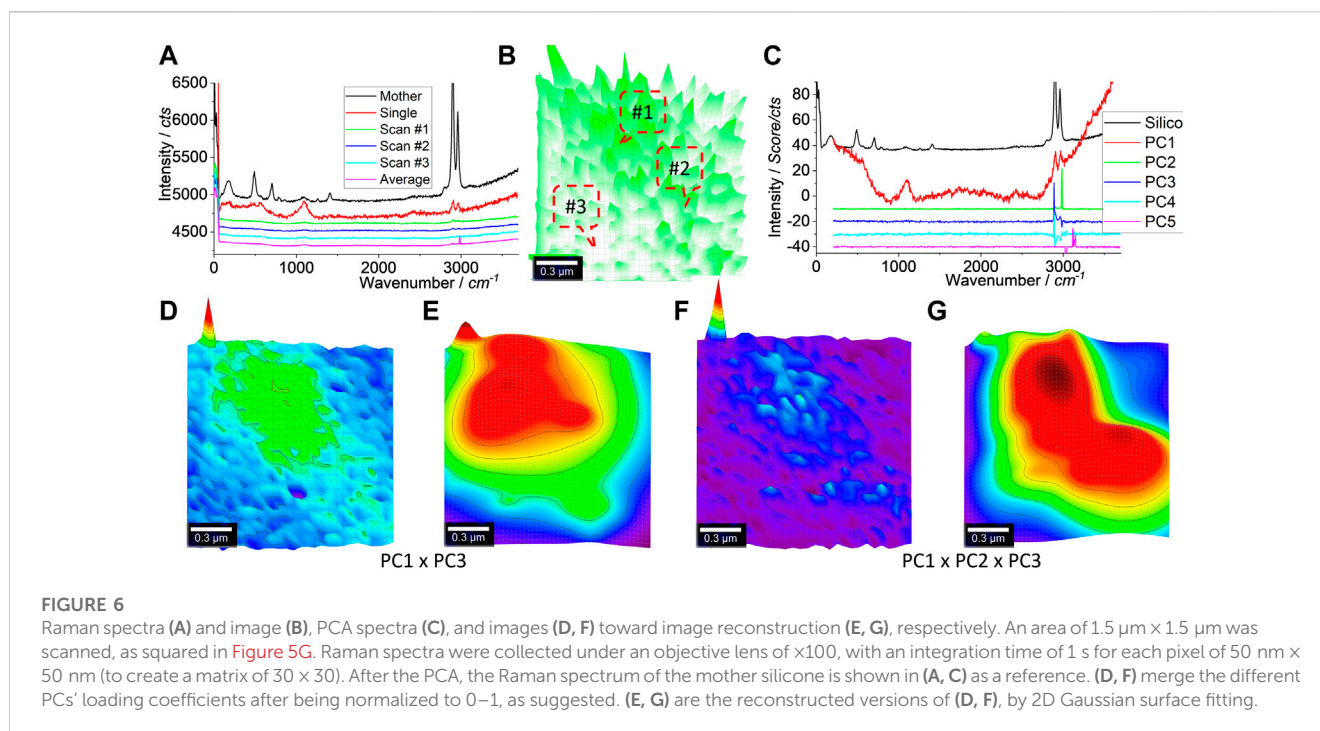 A
6500
6000
5500
5000
4500
Intensity / cts
Mother
Single
Scan #1
Scan #2
Scan #3
Average
0 1000 2000 3000
Wavenumber / cm-1
B
#1
#2
#3
0.3 µm
C
80
60
40
20
0
-20
-40
Intensity / Score/cts
Silico
PC1
PC2
PC3
PC4
PC5
0 1000 2000 3000
Wavenumber / cm-1
D
0.3 µm
E
0.3 µm
PC1 x PC3
F
0.3 µm
G
0.3 µm
PC1 x PC2 x PC3
FIGURE 6
Raman spectra (A) and image (B), PCA spectra (C), and images (D, F) toward image reconstruction (E, G), respectively. An area of 1.5 µm × 1.5 µm was
scanned, as squared in Figure 5G. Raman spectra were collected under an objective lens of ×100, with an integration time of 1 s for each pixel of 50 nm ×
50 nm (to create a matrix of 30 × 30). After the PCA, the Raman spectrum of the mother silicone is shown in (A, C) as a reference. (D, F) merge the different
PCs' loading coefficients after being normalized to 0–1, as suggested. (E, G) are the reconstructed versions of (D, F), by 2D Gaussian surface fitting.